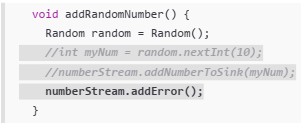 void addRandomNumber() {
Random random = Random();
//int myNum = random.nextInt(10);
//numberStream.addNumberToSink(myNum);
numberStream.addError();
}